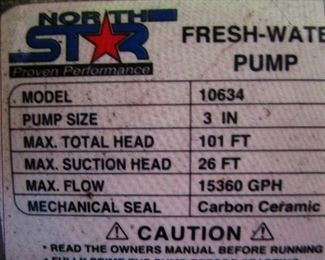 NORTH
STAR
Proven Performance
FRESH-WATE
PUMP
MODEL 10634
PUMP SIZE 3 IN
MAX. TOTAL HEAD 101 FT
MAX. SUCTION HEAD 26 FT
MAX. FLOW 15360 GPH
MECHANICAL SEAL Carbon Ceramic
⚠ CAUTION ⚠
• READ THE OWNERS MANUAL BEFORE RUNNING